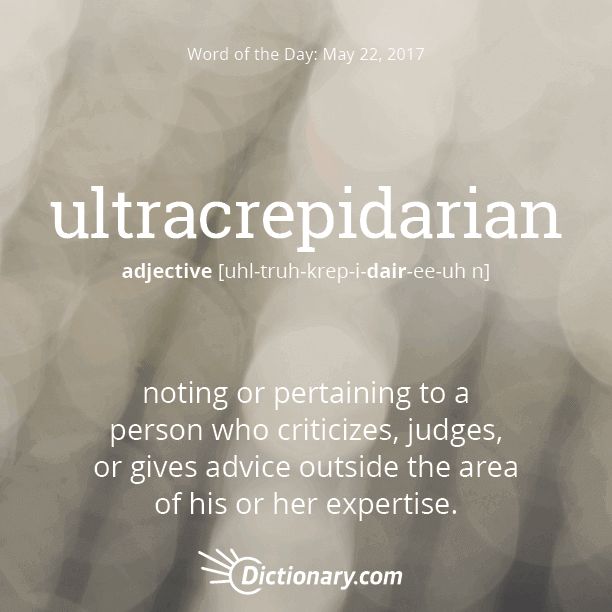 Word of the Day: May 22, 2017
ultracrepidarian
adjective [uhl-truh-krep-i-dair-ee-uh n]
noting or pertaining to a
person who criticizes, judges,
or gives advice outside the area
of his or her expertise.
Dictionary.com